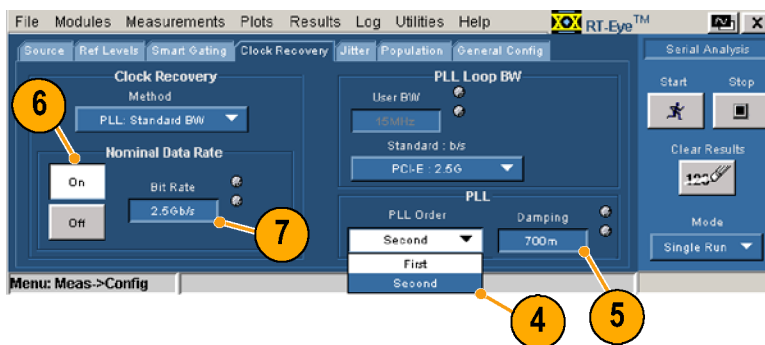 File Modules Measurements Plots Results Log Utilities Help RT-Eye™ X
Source Ref Levels Smart Gating Clock Recovery Jitter Population General Config Serial Analysis
Clock Recovery
Method
PLL: Standard BW
6
Nominal Data Rate
On
Off
Bit Rate
2.5Gb/s
7
PLL Loop BW
User BW
15MHz
Standard : b/s
PCI-E : 2.5G
PLL
PLL Order
Second
First
Second
4
Damping
700m
5
Start Stop
Clear Results
123
Mode
Single Run
Menu: Meas->Config